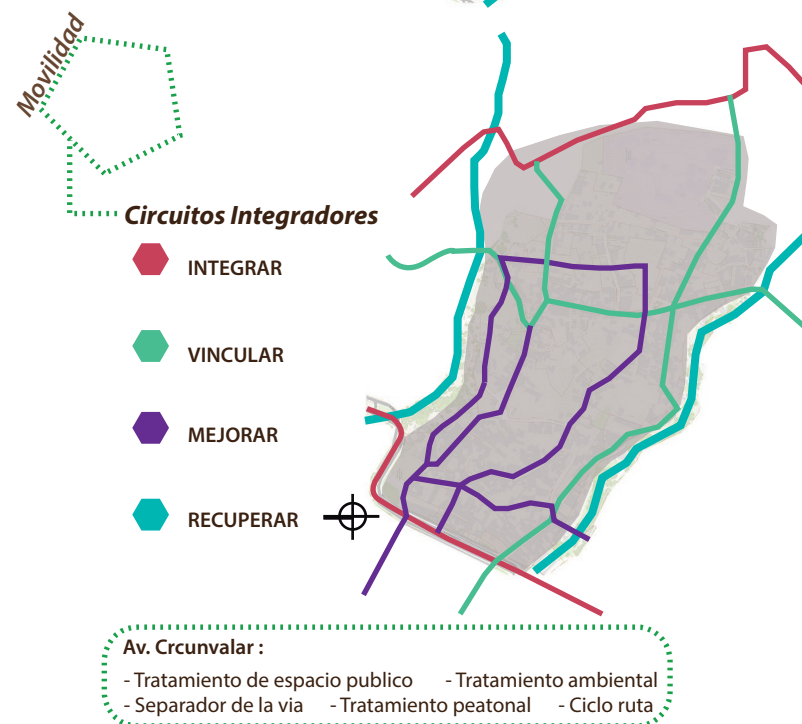 Movilidad
Circuitos Integradores
INTEGRAR
VINCULAR
MEJORAR
RECUPERAR
Av. Crcunvalar :
- Tratamiento de espacio publico - Tratamiento ambiental
- Separador de la via - Tratamiento peatonal - Ciclo ruta